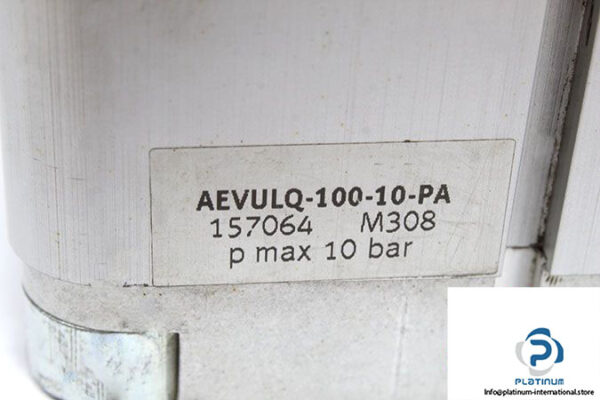 AEVULQ-100-10-PA
157064 M308
p max 10 bar
PLATINUM
Info@platinum-international.store